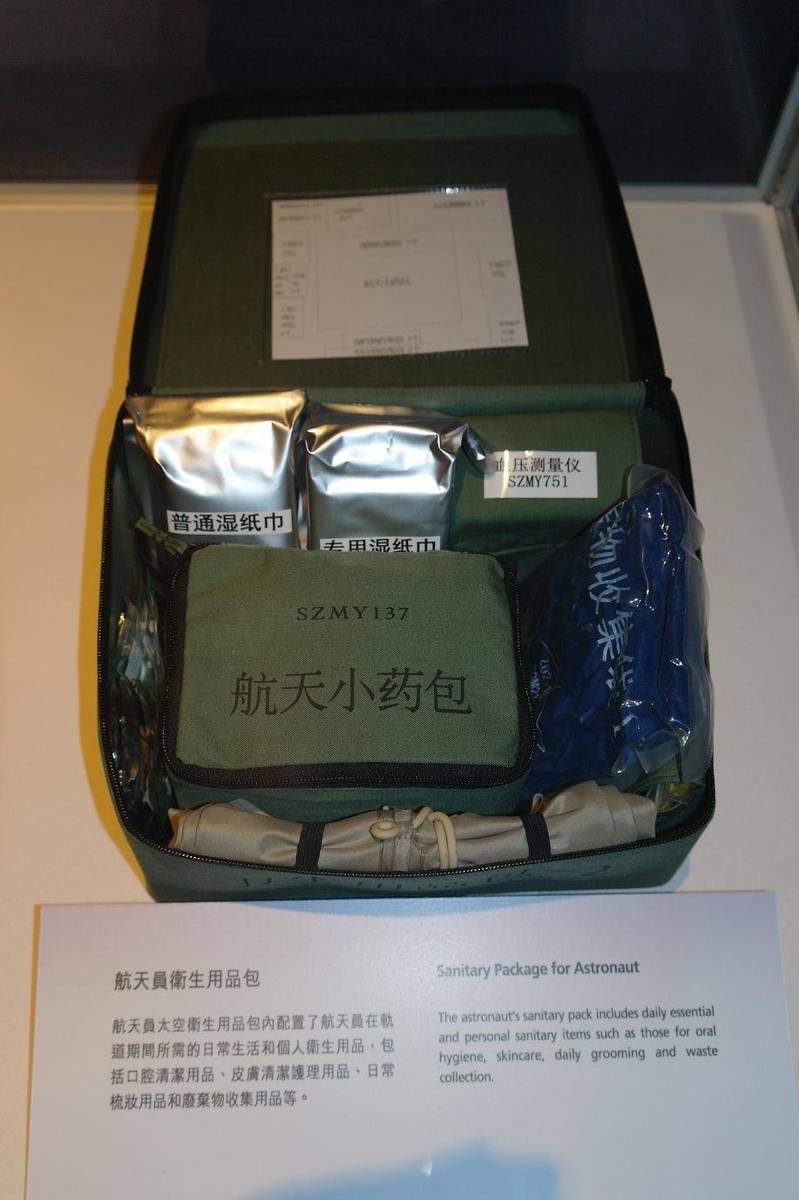 普通湿纸巾
专用湿纸巾
血压测量仪
SZMY751
物收集袋
SZMY137
航天小药包
航天員衛生用品包
航天員太空衛生用品包內配置了航天員在軌
道期間所需的日常生活和個人衛生用品，包
括口腔清潔用品、皮膚清潔護理用品、日常
梳妝用品和廢棄物收集用品等。
Sanitary Package for Astronaut
The astronaut's sanitary pack includes daily essential
and personal sanitary items such as those for oral
hygiene, skincare, daily grooming and waste
collection.